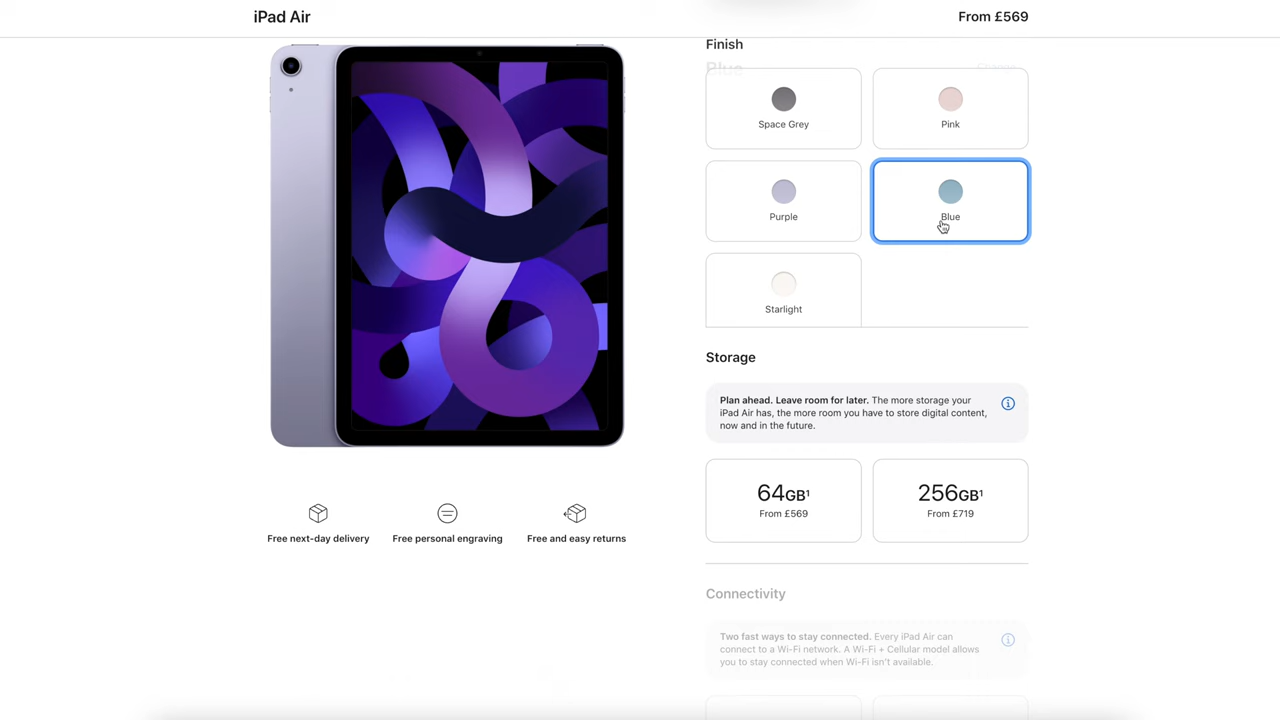 iPad Air
From £569
Finish
Blue
Change
Space Grey
Pink
Purple
Blue
Starlight
Storage
Plan ahead. Leave room for later. The more storage your
iPad Air has, the more room you have to store digital content,
now and in the future.
64GB¹
From £569
256GB¹
From £719
Free next-day delivery
Free personal engraving
Free and easy returns
Connectivity
Two fast ways to stay connected. Every iPad Air can
connect to a Wi-Fi network. A Wi-Fi + Cellular model allows
you to stay connected when Wi-Fi isn't available.